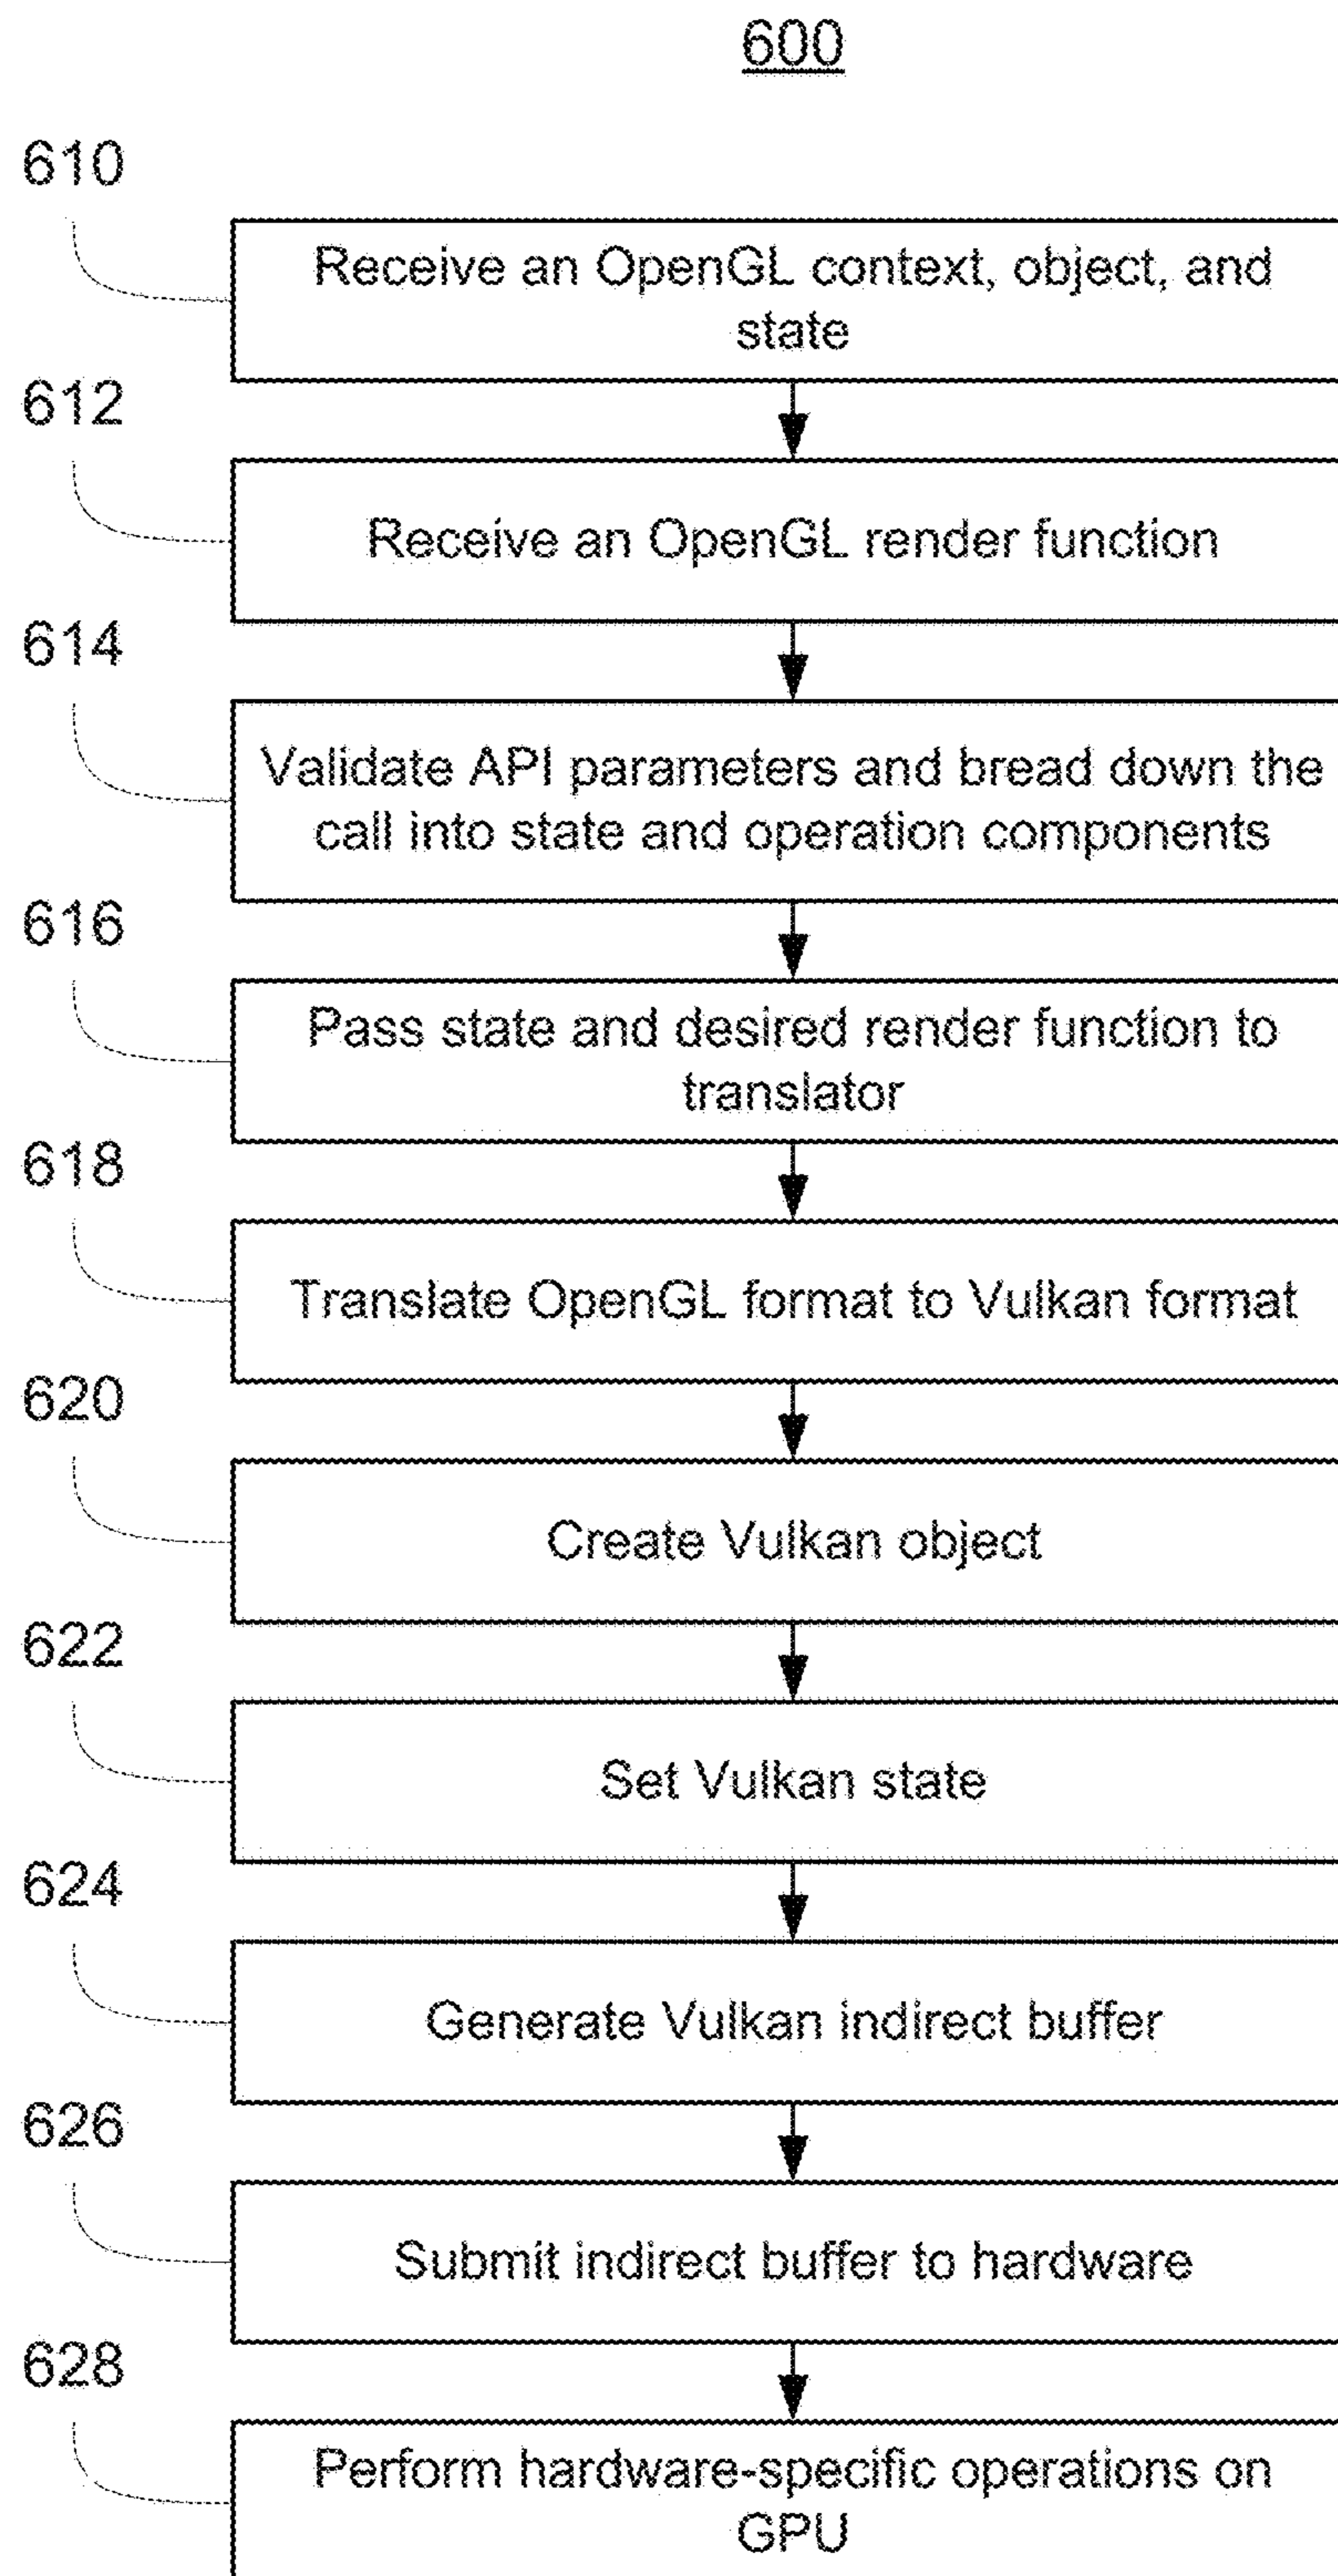 600
610
Receive an OpenGL context, object, and
state
612
Receive an OpenGL render function
614
Validate API parameters and bread down the
call into state and operation components
616
Pass state and desired render function to
translator
618
Translate OpenGL format to Vulkan format
620
Create Vulkan object
622
Set Vulkan state
624
Generate Vulkan indirect buffer
626
Submit indirect buffer to hardware
628
Perform hardware-specific operations on
GPU